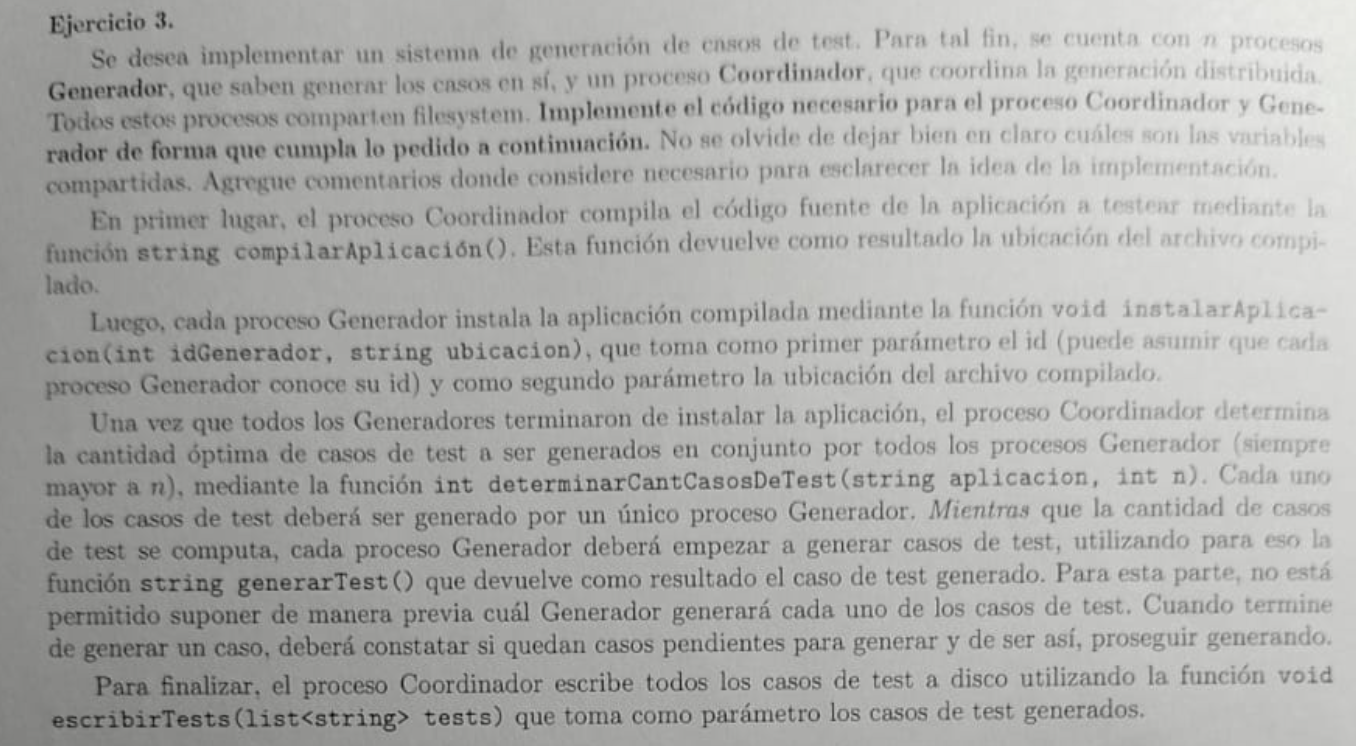 Ejercicio 3.
Se desea implementar un sistema de generación de casos de test. Para tal fin, se cuenta con n procesos
Generador, que saben generar los casos en sí, y un proceso Coordinador, que coordina la generación distribuida.
Todos estos procesos comparten filesystem. Implemente el código necesario para el proceso Coordinador y Gene-
rador de forma que cumpla lo pedido a continuación. No se olvide de dejar bien en claro cuáles son las variables
compartidas. Agregue comentarios donde considere necesario para esclarecer la idea de la implementación.
En primer lugar, el proceso Coordinador compila el código fuente de la aplicación a testear mediante la
función string compilarAplicación(). Esta función devuelve como resultado la ubicación del archivo compi-
lado.
Luego, cada proceso Generador instala la aplicación compilada mediante la función void instalarAplica-
cion(int idGenerador, string ubicacion), que toma como primer parámetro el id (puede asumir que cada
proceso Generador conoce su id) y como segundo parámetro la ubicación del archivo compilado.
Una vez que todos los Generadores terminaron de instalar la aplicación, el proceso Coordinador determina
la cantidad óptima de casos de test a ser generados en conjunto por todos los procesos Generador (siempre
mayor a n), mediante la función int determinarCantCasosDeTest(string aplicacion, int n). Cada uno
de los casos de test deberá ser generado por un único proceso Generador. Mientras que la cantidad de casos
de test se computa, cada proceso Generador deberá empezar a generar casos de test, utilizando para eso la
función string generarTest() que devuelve como resultado el caso de test generado. Para esta parte, no está
permitido suponer de manera previa cuál Generador generará cada uno de los casos de test. Cuando termine
de generar un caso, deberá constatar si quedan casos pendientes para generar y de ser así, proseguir generando.
Para finalizar, el proceso Coordinador escribe todos los casos de test a disco utilizando la función void
escribirTests(list<string> tests) que toma como parámetro los casos de test generados.